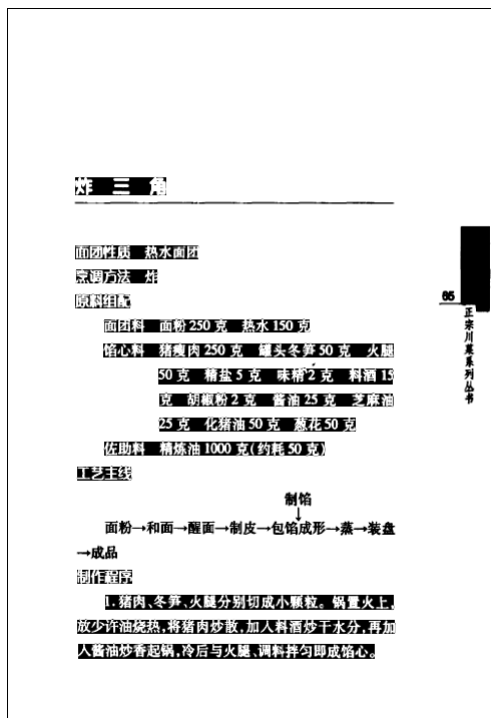 炸 三 角
面团性质 热水面团
烹调方法 炸
原料组配
面团料 面粉250克 热水150克
馅心料 猪瘦肉250克 罐头冬笋50克 火腿
50克 精盐5克 味精2克 料酒15
克 胡椒粉2克 酱油25克 芝麻油
25克 化猪油50克 葱花50克
佐助料 精炼油1000克(约耗50克)
工艺主线
制馅
↓
面粉→和面→醒面→制皮→包馅成形→蒸→装盘
→成品
制作程序
1.猪肉、冬笋、火腿分别切成小颗粒。锅置火上,
放少许油烧热,将猪肉炒散,加入料酒炒干水分,再加
入酱油炒香起锅,冷后与火腿、调料拌匀即成馅心。
65
正宗川菜系列丛书